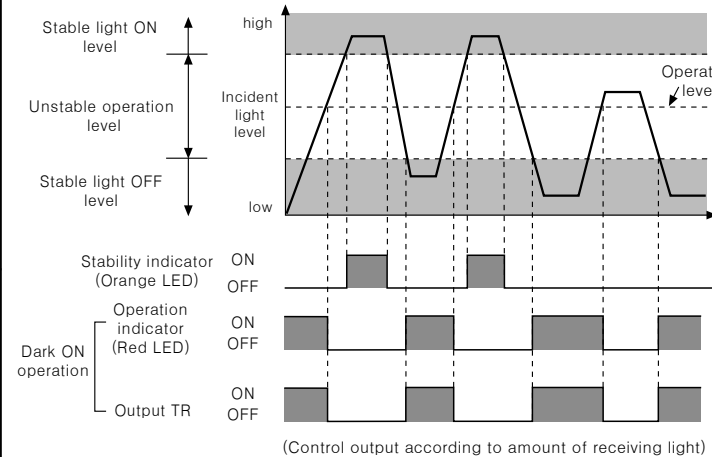 Stable light ON
level
Unstable operation
level
Stable light OFF
level
high
Incident
light
level
low
Stability indicator
(Orange LED)
ON
OFF
Dark ON
operation
Operation
indicator
(Red LED)
ON
OFF
Output TR
ON
OFF
(Control output according to amount of receiving light)